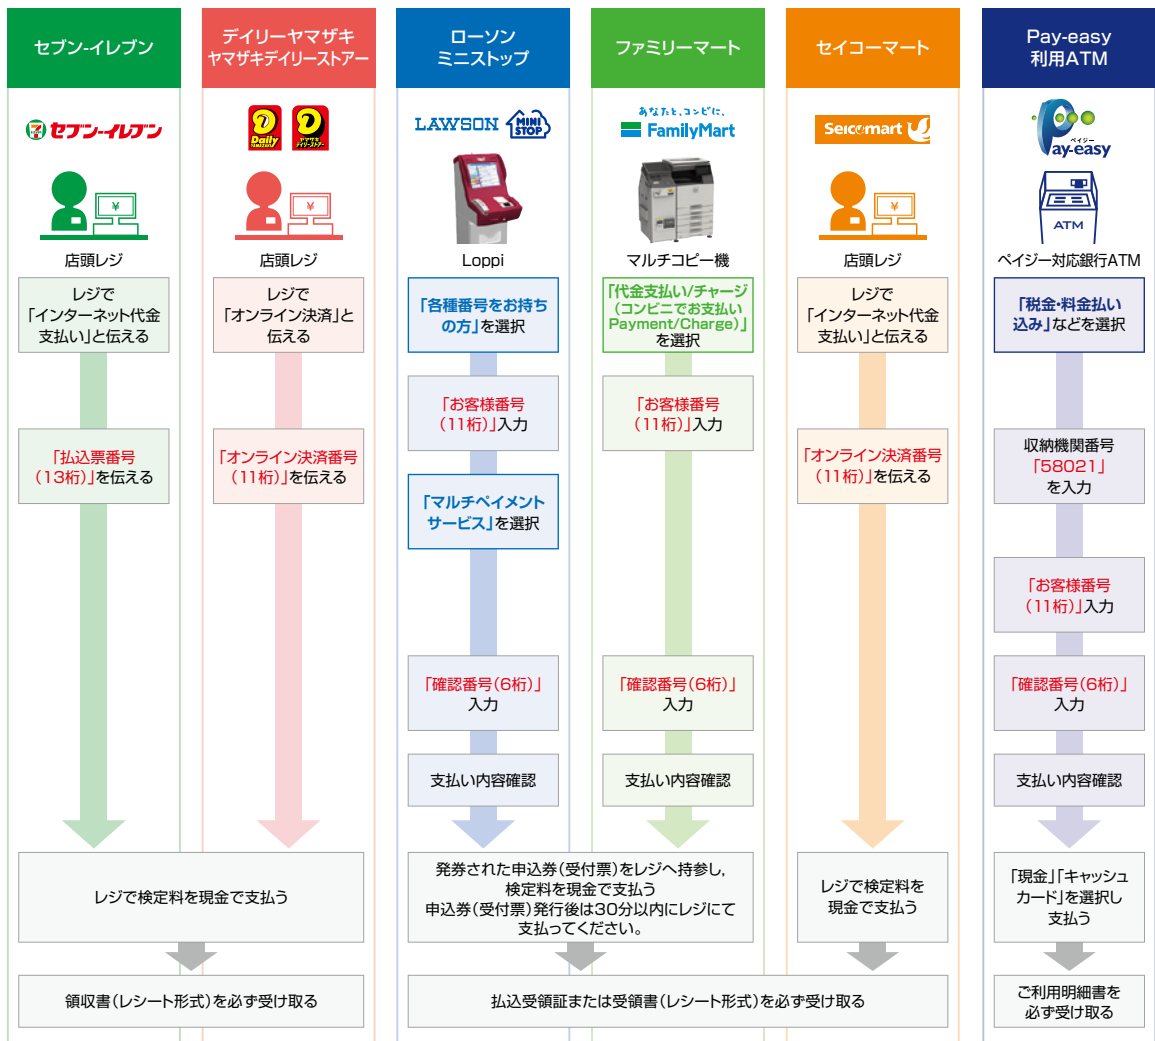 セブン-イレブン
デイリーヤマザキ
ヤマザキデイリーストアー
ローソン
ミニストップ
ファミリーマート
セイコーマート
Pay-easy
利用ATM
セブン-イレブン
Daily
YAMAZAKI
ヤマザキ
デイリーストアー
LAWSON
MINI
STOP
あなたと、コンビに、
FamilyMart
Seicomart
ペイジー
Pay-easy
¥
¥
¥
ATM
店頭レジ
店頭レジ
Loppi
マルチコピー機
店頭レジ
ペイジー対応銀行ATM
レジで
「インターネット代金
支払い」と伝える
レジで
「オンライン決済」と
伝える
「各種番号をお持ち
の方」を選択
「代金支払い/チャージ
(コンビニでお支払い
Payment/Charge)」
を選択
レジで
「インターネット代金
支払い」と伝える
「税金・料金払い
込み」などを選択
「お客様番号
(11桁)」入力
「お客様番号
(11桁)」入力
「払込票番号
(13桁)」を伝える
「オンライン決済番号
(11桁)」を伝える
「オンライン決済番号
(11桁)」を伝える
収納機関番号
「58021」
を入力
「マルチペイメント
サービス」を選択
「お客様番号
(11桁)」入力
「確認番号(6桁)」
入力
「確認番号(6桁)」
入力
「確認番号(6桁)」
入力
支払い内容確認
支払い内容確認
支払い内容確認
レジで検定料を現金で支払う
発券された申込券(受付票)をレジへ持参し,
検定料を現金で支払う
申込券(受付票)発行後は30分以内にレジにて
支払ってください。
レジで検定料を
現金で支払う
「現金」「キャッシュ
カード」を選択し
支払う
領収書(レシート形式)を必ず受け取る
払込受領証または受領書(レシート形式)を必ず受け取る
ご利用明細書を
必ず受け取る